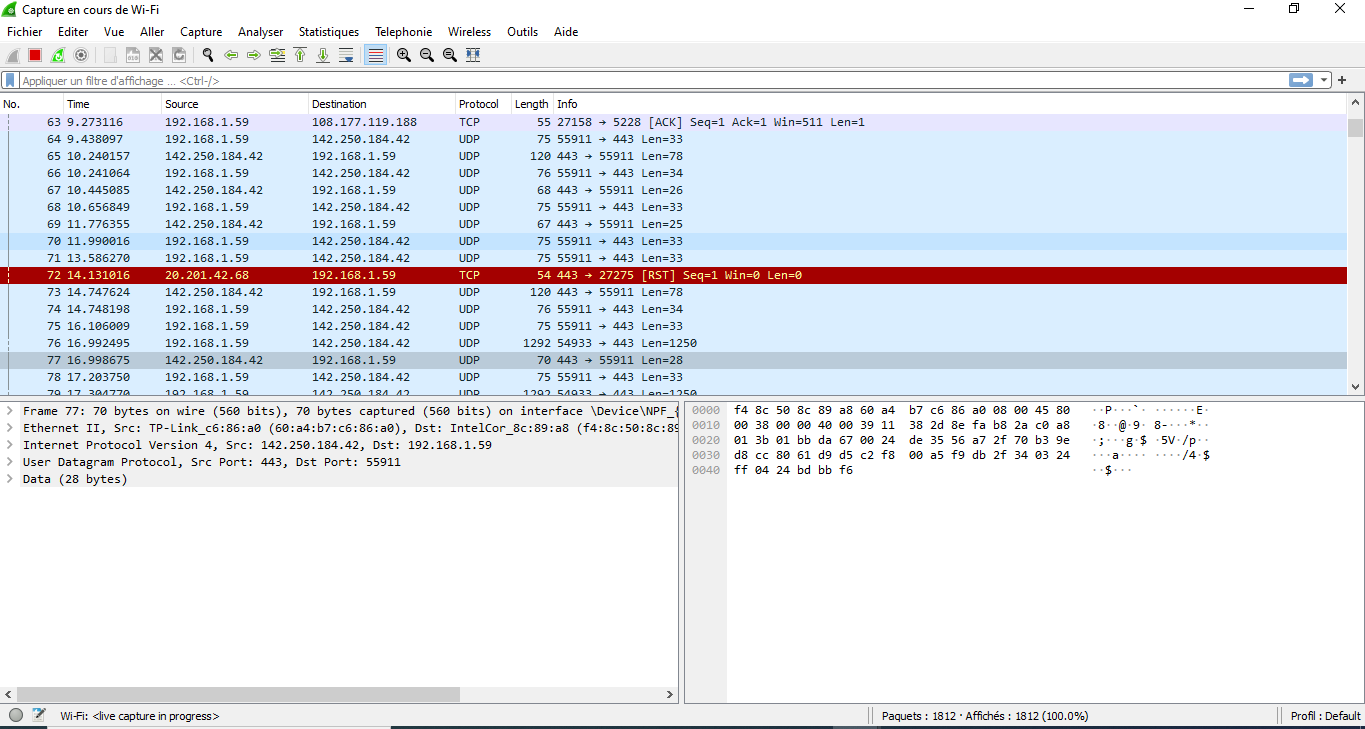 Capture en cours de Wi-Fi
Fichier Editer Vue Aller Capture Analyser Statistiques Telephonie Wireless Outils Aide
Appliquer un filtre d'affichage ... <Ctrl-/>
No. Time Source Destination Protocol Length Info
63 9.273116 192.168.1.59 108.177.119.188 TCP 55 27158 → 5228 [ACK] Seq=1 Ack=1 Win=511 Len=1
64 9.438097 192.168.1.59 142.250.184.42 UDP 75 55911 → 443 Len=33
65 10.240157 142.250.184.42 192.168.1.59 UDP 120 443 → 55911 Len=78
66 10.241064 192.168.1.59 142.250.184.42 UDP 76 55911 → 443 Len=34
67 10.445085 142.250.184.42 192.168.1.59 UDP 68 443 → 55911 Len=26
68 10.656849 192.168.1.59 142.250.184.42 UDP 75 55911 → 443 Len=33
69 11.776355 142.250.184.42 192.168.1.59 UDP 67 443 → 55911 Len=25
70 11.990016 192.168.1.59 142.250.184.42 UDP 75 55911 → 443 Len=33
71 13.586270 192.168.1.59 142.250.184.42 UDP 75 55911 → 443 Len=33
72 14.131016 20.201.42.68 192.168.1.59 TCP 54 443 → 27275 [RST] Seq=1 Win=0 Len=0
73 14.747624 142.250.184.42 192.168.1.59 UDP 120 443 → 55911 Len=78
74 14.748198 192.168.1.59 142.250.184.42 UDP 76 55911 → 443 Len=34
75 16.106009 192.168.1.59 142.250.184.42 UDP 75 55911 → 443 Len=33
76 16.992495 192.168.1.59 142.250.184.42 UDP 1292 54933 → 443 Len=1250
77 16.998675 142.250.184.42 192.168.1.59 UDP 70 443 → 55911 Len=28
78 17.203750 192.168.1.59 142.250.184.42 UDP 75 55911 → 443 Len=33
79 17.304770 192.168.1.59 142.250.184.42 UDP 1292 54933 → 443 Len=1250
Frame 77: 70 bytes on wire (560 bits), 70 bytes captured (560 bits) on interface \Device\NPF_{
Ethernet II, Src: TP-Link_c6:86:a0 (60:a4:b7:c6:86:a0), Dst: IntelCor_8c:89:a8 (f4:8c:50:8c:89
Internet Protocol Version 4, Src: 142.250.184.42, Dst: 192.168.1.59
User Datagram Protocol, Src Port: 443, Dst Port: 55911
Data (28 bytes)
0000 f4 8c 50 8c 89 a8 60 a4 b7 c6 86 a0 08 00 45 80 ··P···`· ······E·
0010 00 38 00 00 40 00 39 11 38 2d 8e fa b8 2a c0 a8 ·8··@·9· 8-···*··
0020 01 3b 01 bb da 67 00 24 de 35 56 a7 2f 70 b3 9e ·;···g·$ ·5V·/p··
0030 d8 cc 80 61 d9 d5 c2 f8 00 a5 f9 db 2f 34 03 24 ···a···· ····/4·$
0040 ff 04 24 bd bb f6 ··$···
Wi-Fi: <live capture in progress>
Paquets : 1812 · Affichés : 1812 (100.0%)
Profil : Default